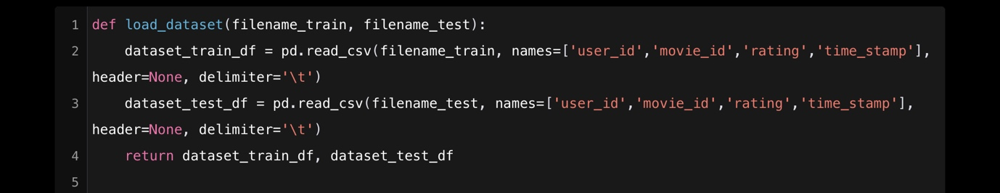 1 def load_dataset(filename_train, filename_test):
2     dataset_train_df = pd.read_csv(filename_train, names=['user_id','movie_id','rating','time_stamp'],
header=None, delimiter='\t')
3     dataset_test_df = pd.read_csv(filename_test, names=['user_id','movie_id','rating','time_stamp'],
header=None, delimiter='\t')
4     return dataset_train_df, dataset_test_df
5